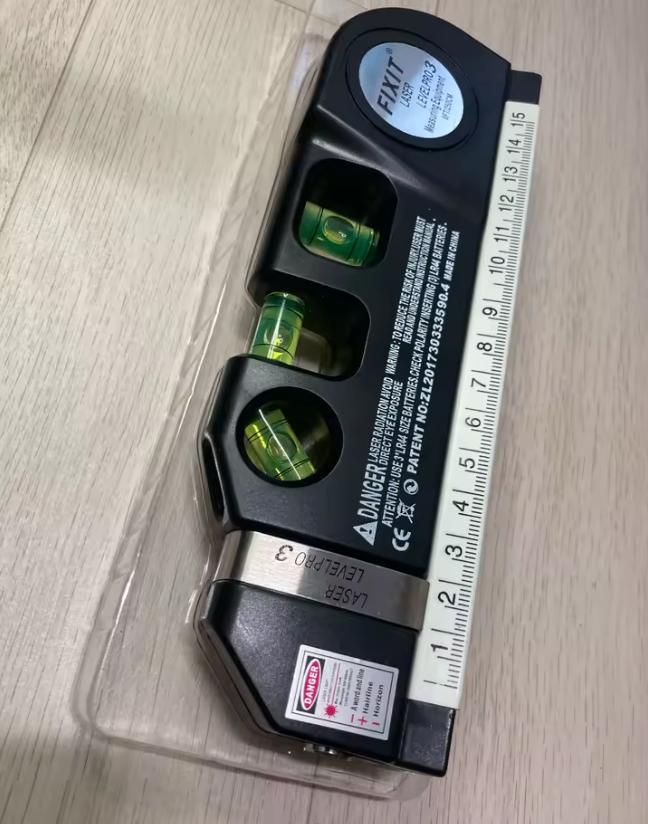 FIXIT®
LASER
LEVELPRO 3
Measuring Equipment
DANGER LASER RADIATION AVOID DIRECT EYE EXPOSURE
WARNING: TO REDUCE THE RISK OF INJURY,USER MUST READ AND UNDERSTAND INSTRUCTION MANUAL.
ATTENTION: USE 3*LR44 SIZE BATTERIES.CHECK POLARITY INSERTING (3) LR44 BATTERIES.
CE PATENT NO:ZL201730333590.4 MADE IN CHINA
LASER
LEVELPRO 3
DANGER
A word and line
Hairline
Horizon
1 2 3 4 5 6 7 8 9 10 11 12 13 14 15